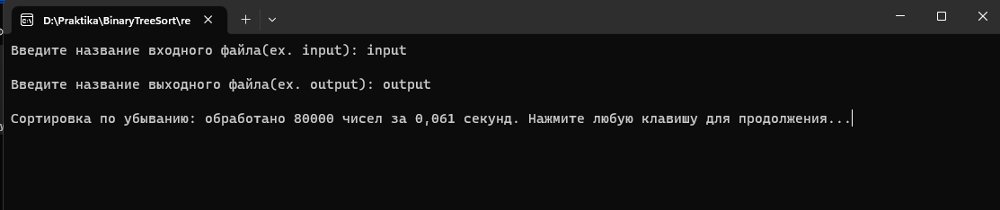 D:\Praktika\BinaryTreeSort\re
Введите название входного файла(ex. input): input
Введите название выходного файла(ex. output): output
Сортировка по убыванию: обработано 80000 чисел за 0,061 секунд. Нажмите любую клавишу для продолжения...